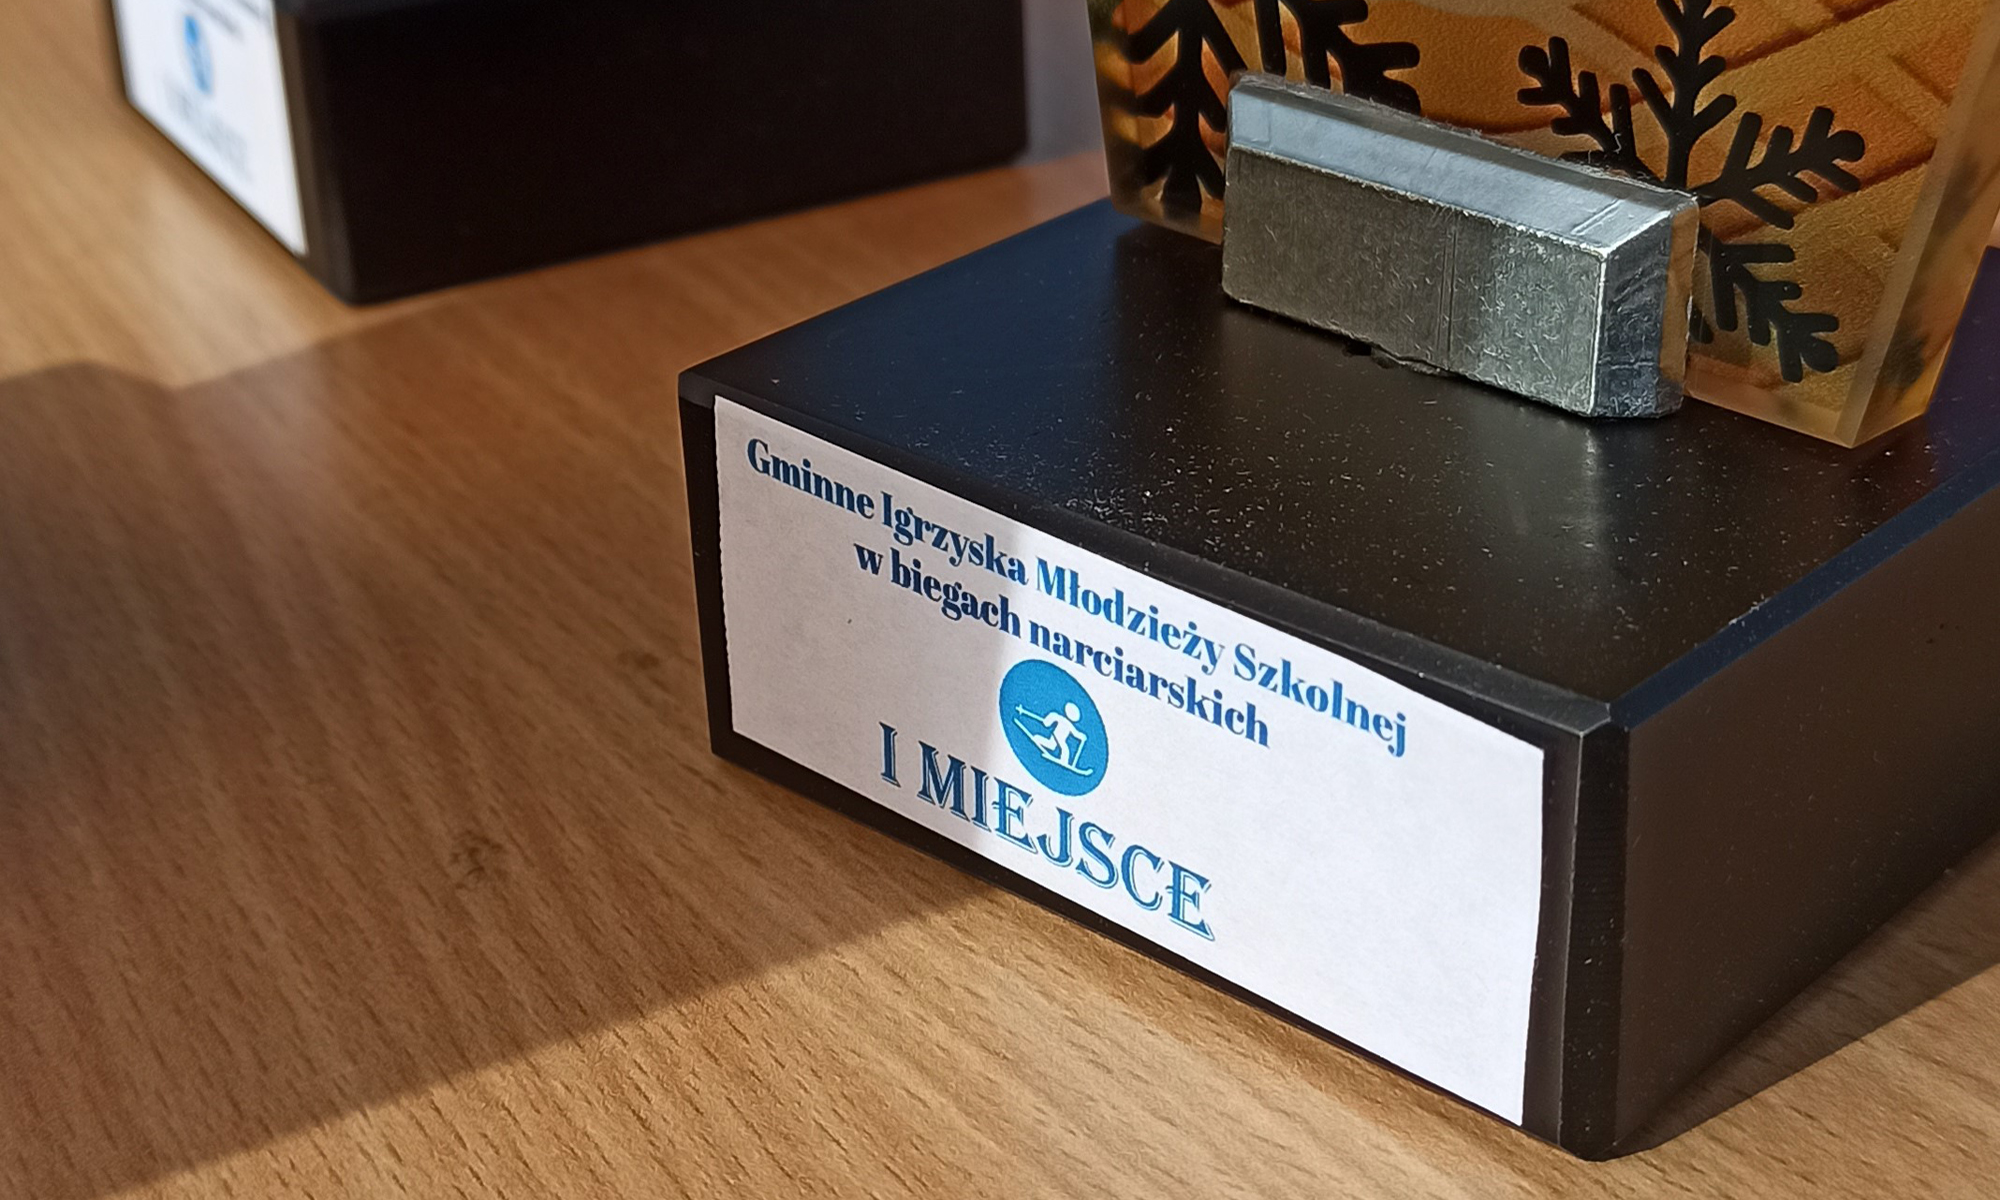 Gminne Igrzyska Młodzieży Szkolnej
w biegach narciarskich
I MIEJSCE